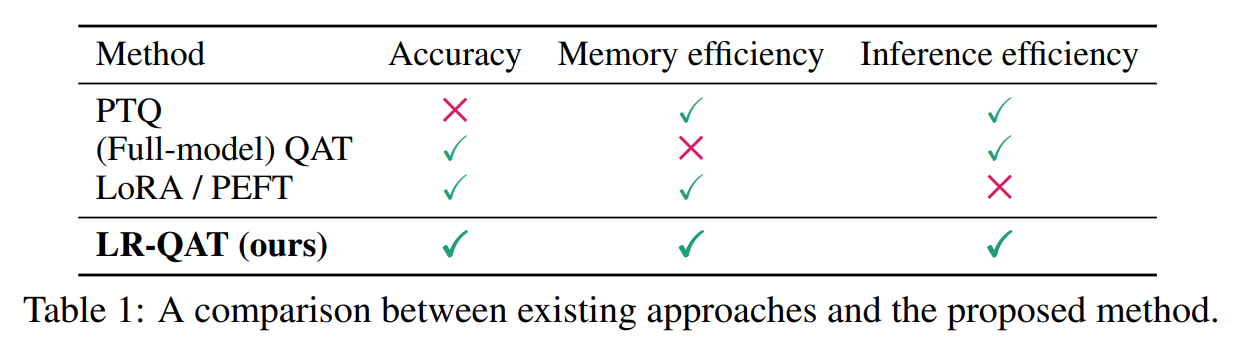 Method Accuracy Memory efficiency Inference efficiency
PTQ ✗ ✓ ✓
(Full-model) QAT ✓ ✗ ✓
LoRA / PEFT ✓ ✓ ✗
LR-QAT (ours) ✓ ✓ ✓
Table 1: A comparison between existing approaches and the proposed method.